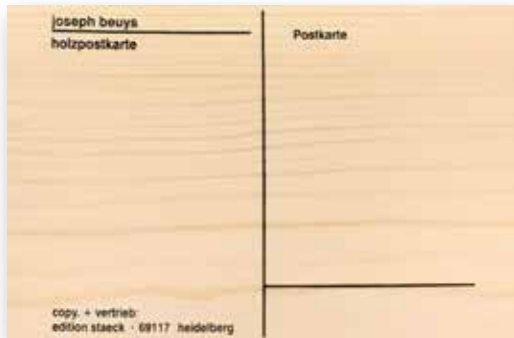 joseph beuys
holzpostkarte
Postkarte
copy. + vertrieb:
edition staeck · 69117 heidelberg